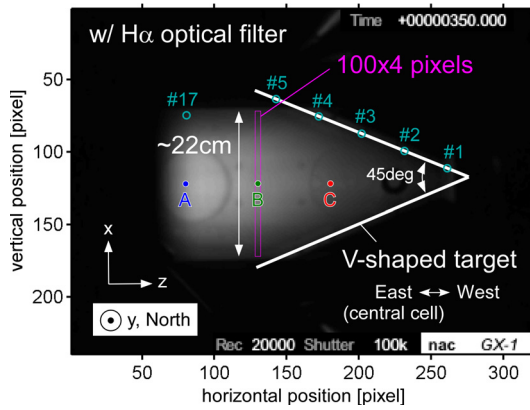 Time +00000350.000
w/ Hα optical filter
#5
100x4 pixels
#17
#4
#3
#2
#1
~22cm
45deg
A
B
C
V-shaped target
x
z
East ↔ West
(central cell)
y, North
Rec 20000 Shutter 100k nac GX-1
50
100
150
200
vertical position [pixel]
50
100
150
200
250
300
horizontal position [pixel]